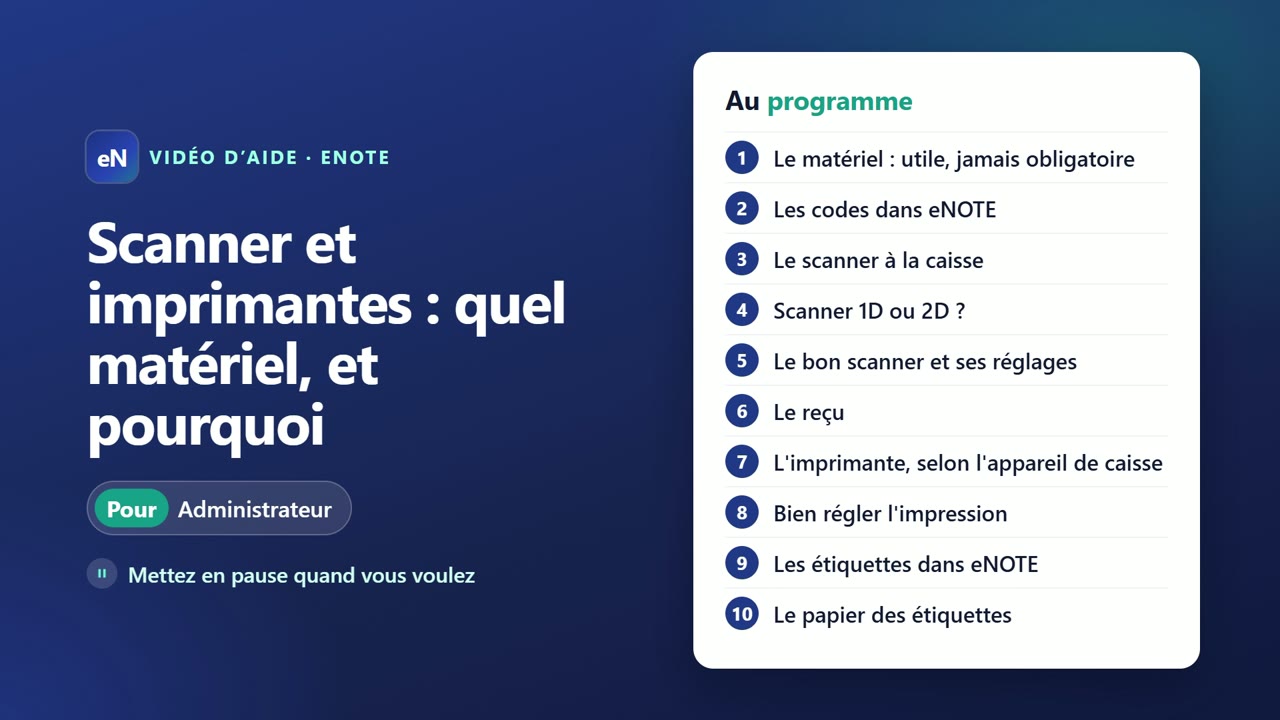 eN
VIDÉO D’AIDE · ENOTE
Scanner et
imprimantes : quel
matériel, et
pourquoi
Pour Administrateur
Mettez en pause quand vous voulez
Au programme
1 Le matériel : utile, jamais obligatoire
2 Les codes dans eNOTE
3 Le scanner à la caisse
4 Scanner 1D ou 2D ?
5 Le bon scanner et ses réglages
6 Le reçu
7 L'imprimante, selon l'appareil de caisse
8 Bien régler l'impression
9 Les étiquettes dans eNOTE
10 Le papier des étiquettes